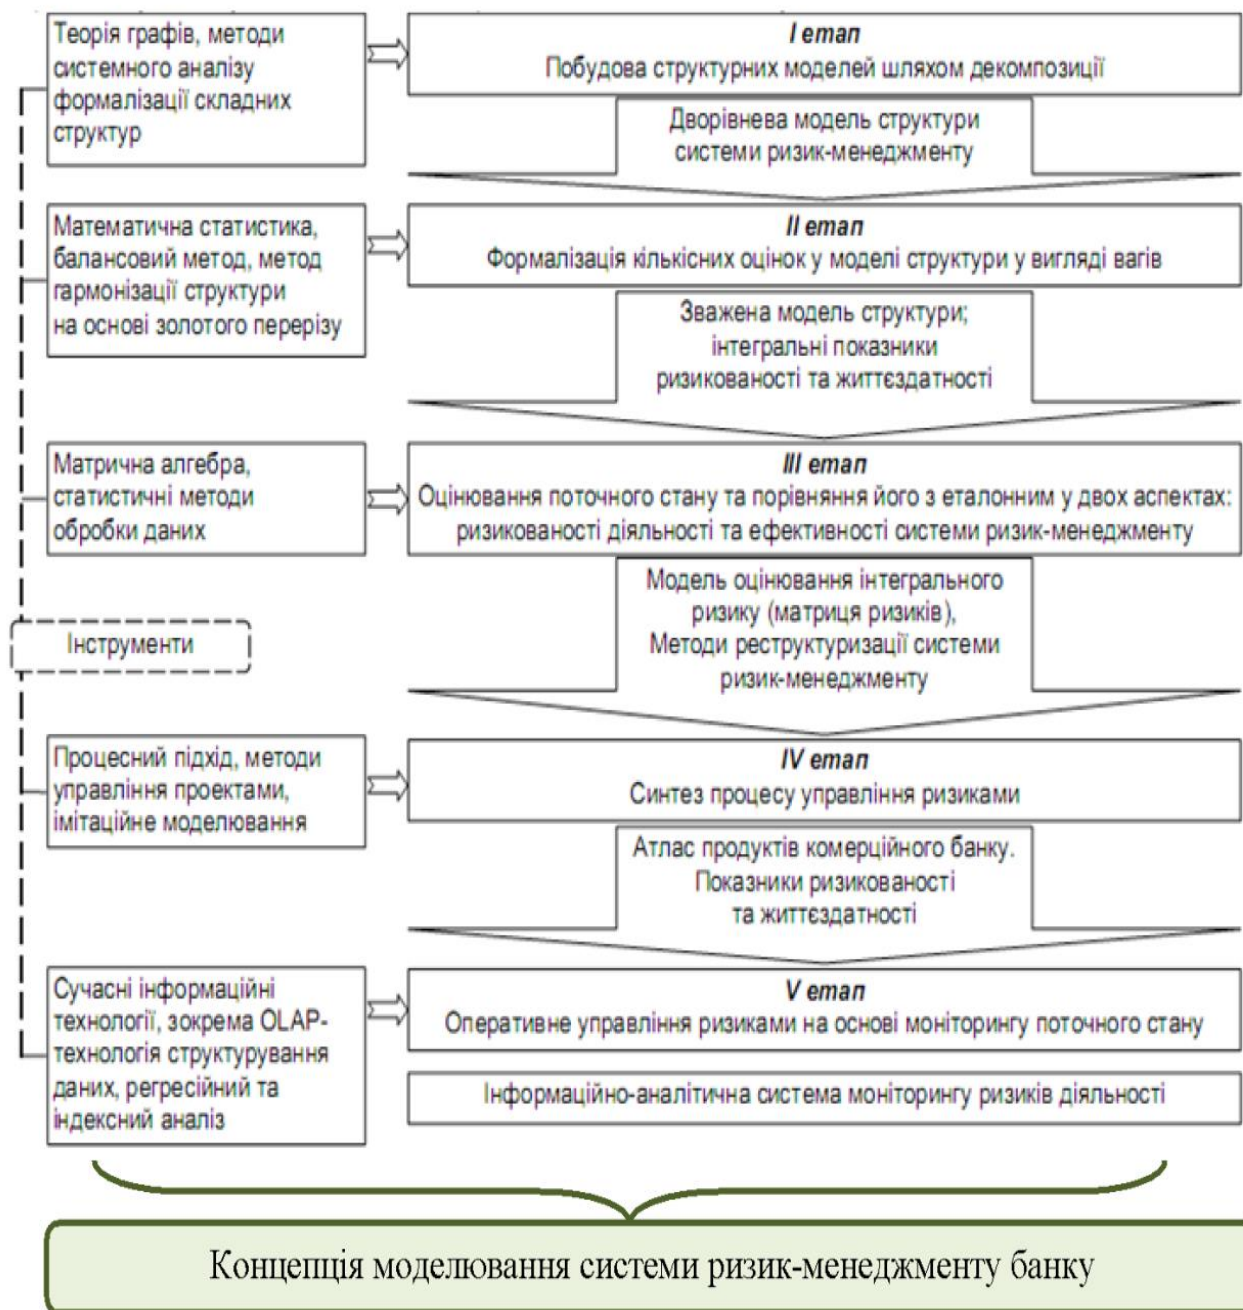 Теорія графів, методи
системного аналізу
формалізації складних
структур
I етап
Побудова структурних моделей шляхом декомпозиції
Дворівнева модель структури
системи ризик-менеджменту
Математична статистика,
балансовий метод, метод
гармонізації структури
на основі золотого перерізу
II етап
Формалізація кількісних оцінок у моделі структури у вигляді вагів
Зважена модель структури;
інтегральні показники
ризикованості та життєздатності
Матрична алгебра,
статистичні методи
обробки даних
III етап
Оцінювання поточного стану та порівняння його з еталонним у двох аспектах:
ризикованості діяльності та ефективності системи ризик-менеджменту
Модель оцінювання інтегрального
ризику (матриця ризиків),
Методи реструктуризації системи
ризик-менеджменту
Інструменти
Процесний підхід, методи
управління проектами,
імітаційне моделювання
IV етап
Синтез процесу управління ризиками
Атлас продуктів комерційного банку.
Показники ризикованості
та життєздатності
Сучасні інформаційні
технології, зокрема OLAP-
технологія структурування
даних, регресійний та
індексний аналіз
V етап
Оперативне управління ризиками на основі моніторингу поточного стану
Інформаційно-аналітична система моніторингу ризиків діяльності
Концепція моделювання системи ризик-менеджменту банку